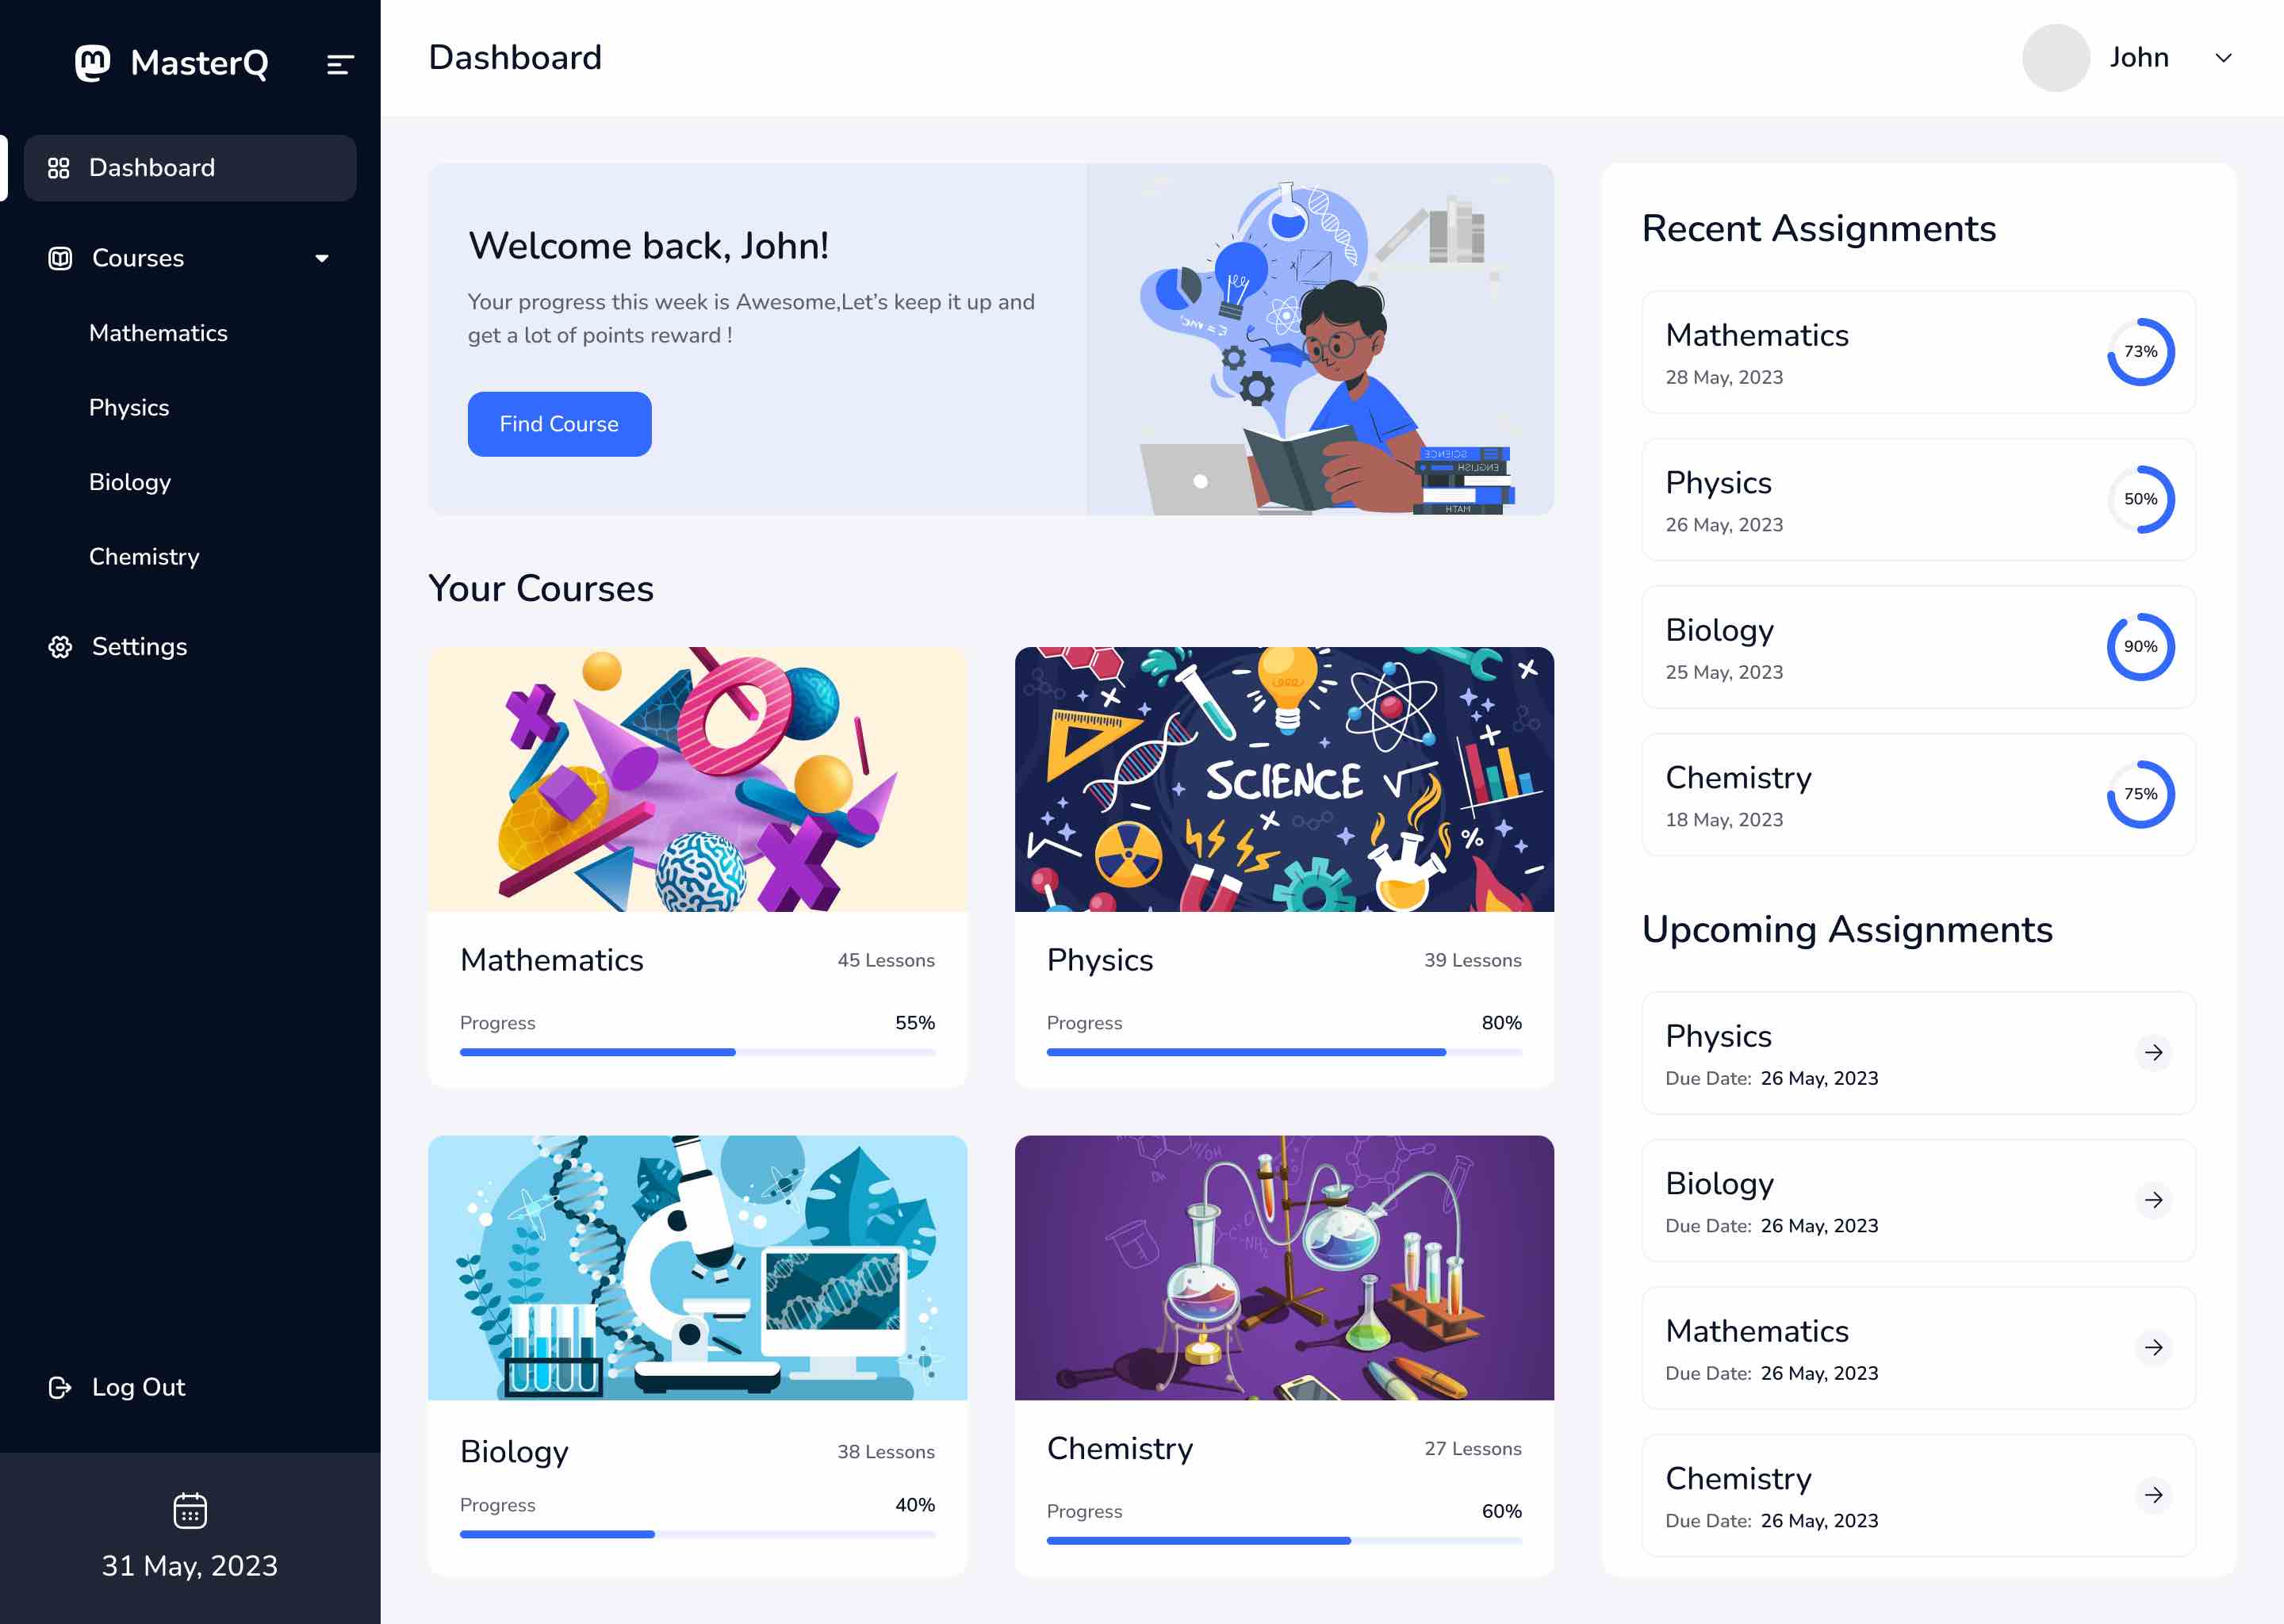 MasterQ
Dashboard
Courses
Mathematics
Physics
Biology
Chemistry
Settings
Log Out
31 May, 2023
Dashboard
John
Welcome back, John!
Your progress this week is Awesome,Let’s keep it up and
get a lot of points reward !
Find Course
SCIENCE
ENGLISH
MATH
Your Courses
Mathematics
45 Lessons
Progress
55%
SCIENCE
%
Physics
39 Lessons
Progress
80%
Biology
38 Lessons
Progress
40%
Chemistry
27 Lessons
Progress
60%
Recent Assignments
Mathematics
28 May, 2023
73%
Physics
26 May, 2023
50%
Biology
25 May, 2023
90%
Chemistry
18 May, 2023
75%
Upcoming Assignments
Physics
Due Date: 26 May, 2023
Biology
Due Date: 26 May, 2023
Mathematics
Due Date: 26 May, 2023
Chemistry
Due Date: 26 May, 2023